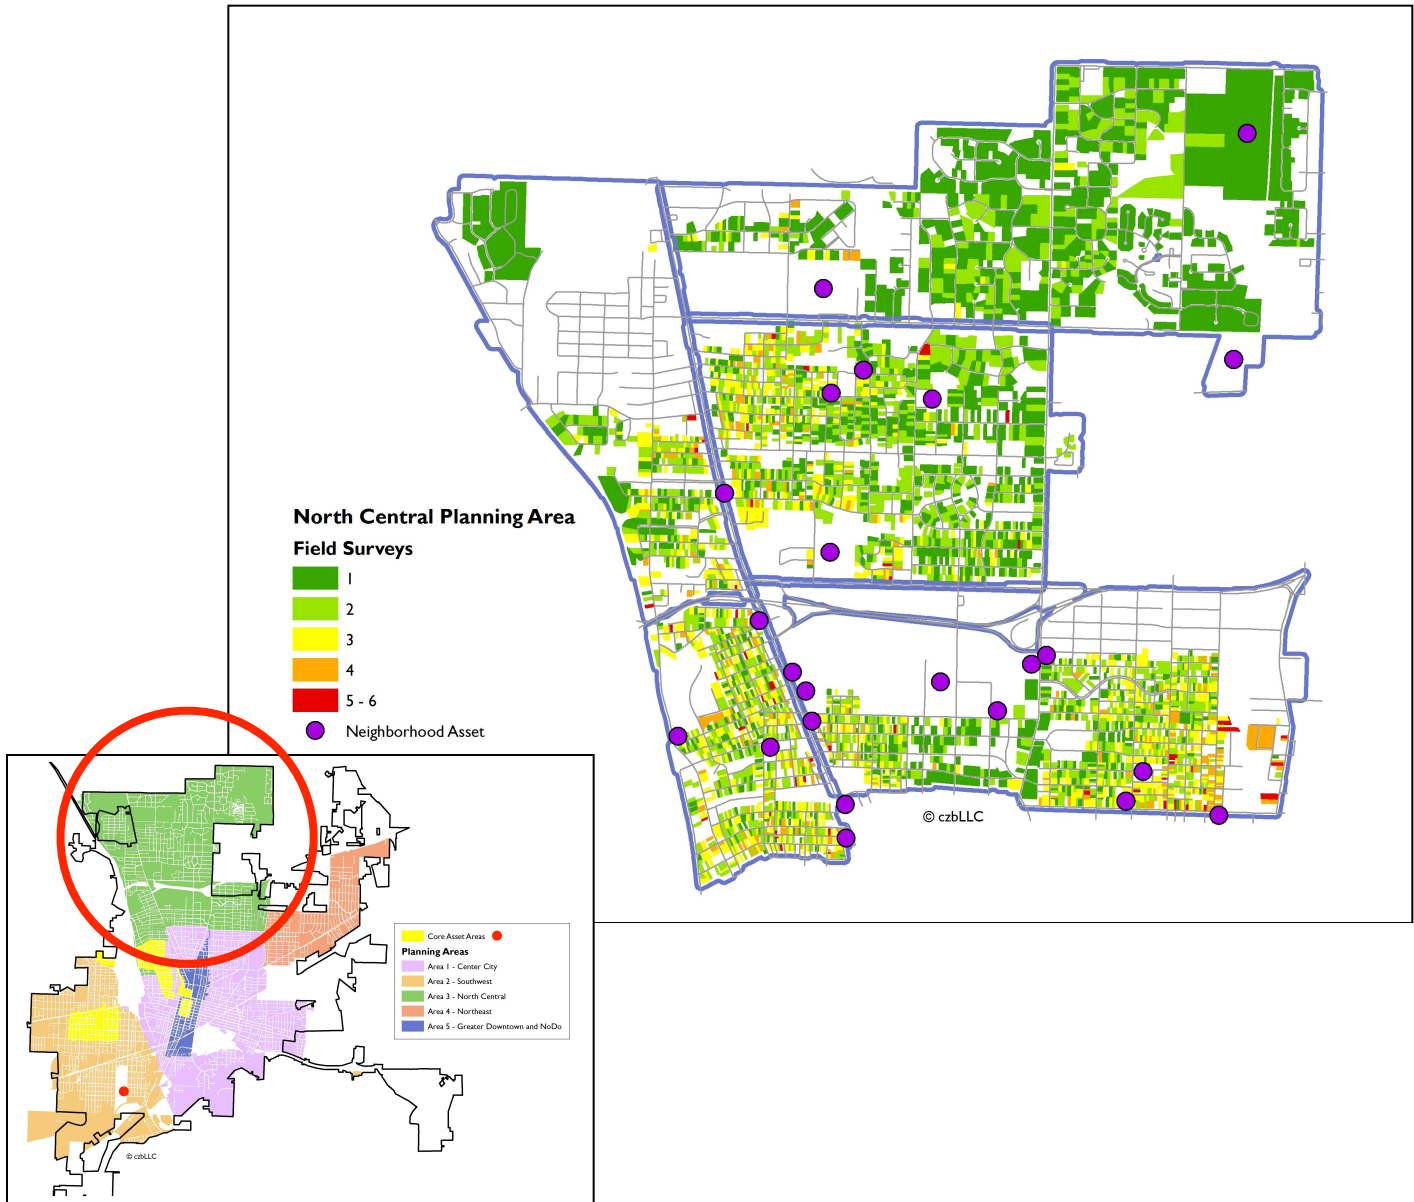 North Central Planning Area
Field Surveys
1
2
3
4
5 - 6
Neighborhood Asset
© czbLLC
Core Asset Areas
Planning Areas
Area 1 - Center City
Area 2 - Southwest
Area 3 - North Central
Area 4 - Northeast
Area 5 - Greater Downtown and NoDo
© czbLLC